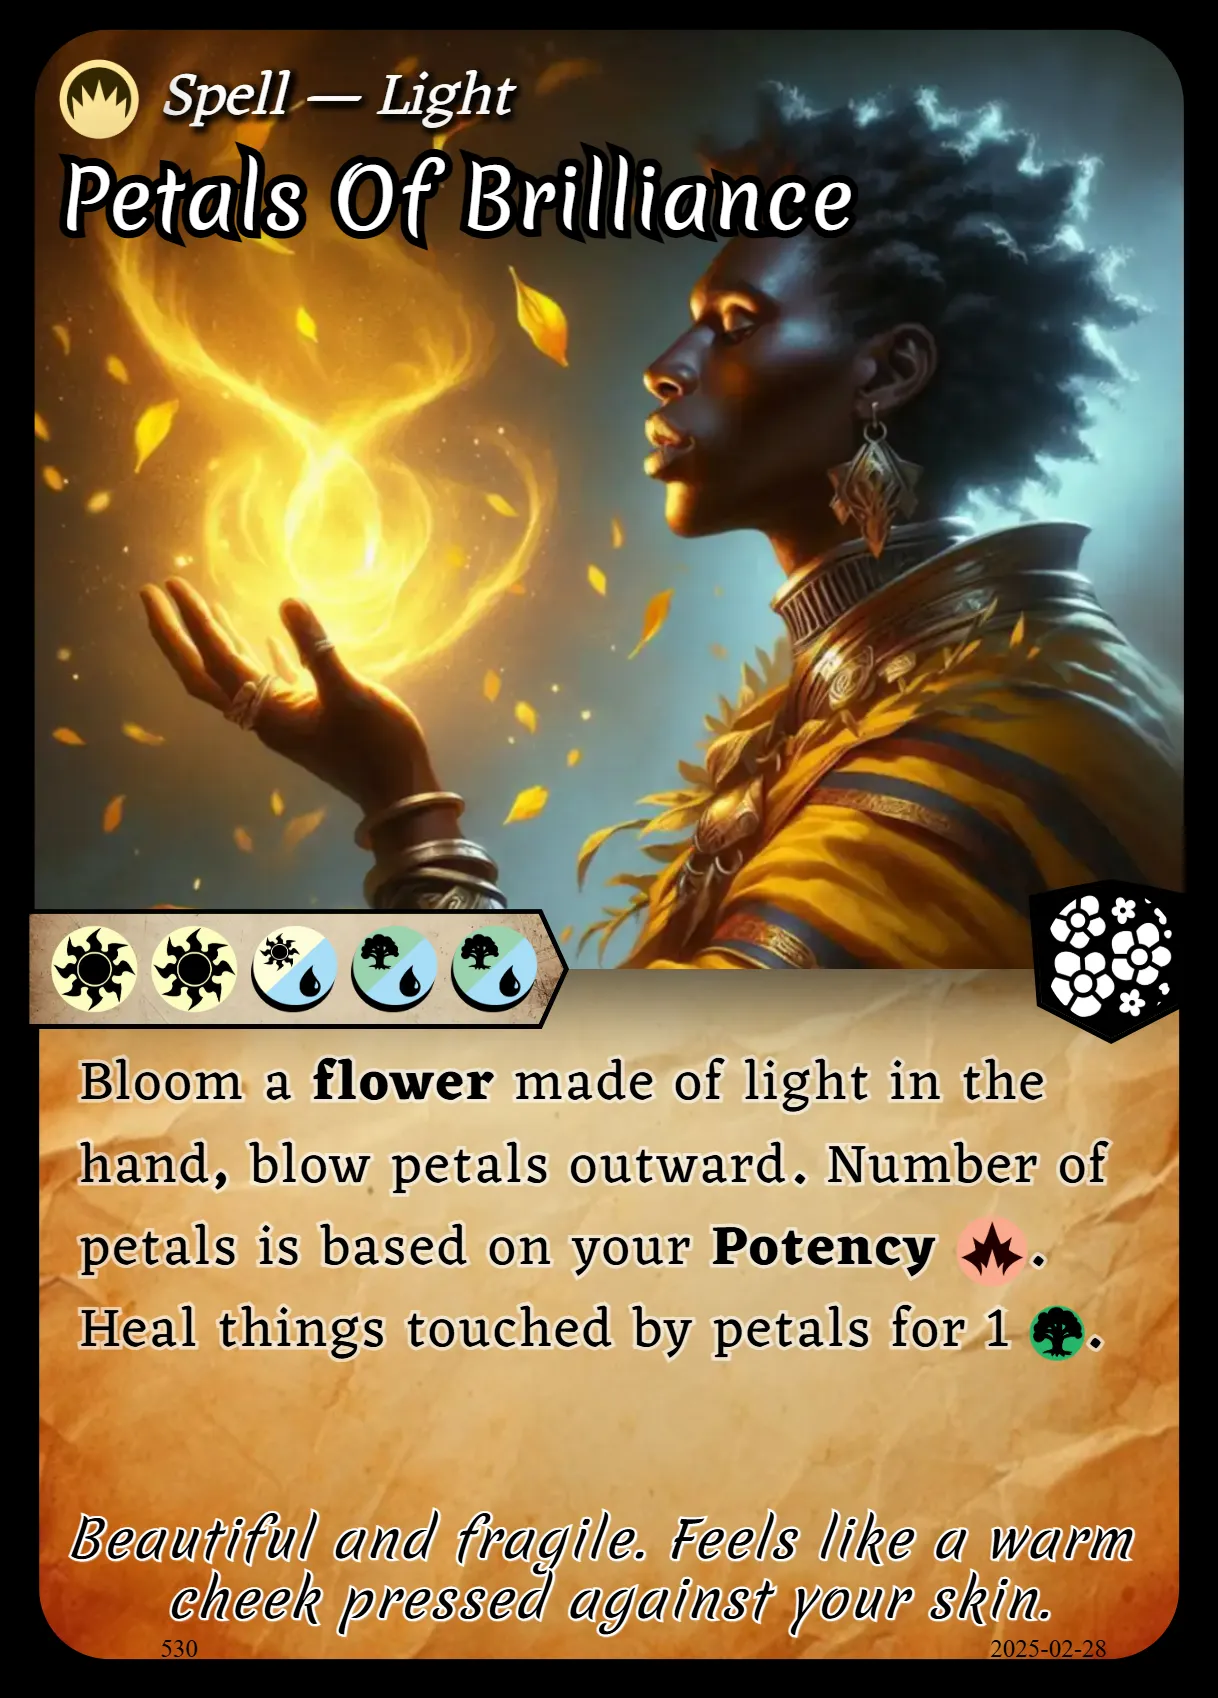 Spell — Light
Petals Of Brilliance
Bloom a flower made of light in the
hand, blow petals outward. Number of
petals is based on your Potency .
Heal things touched by petals for 1 .
Beautiful and fragile. Feels like a warm
cheek pressed against your skin.
530
2025-02-28